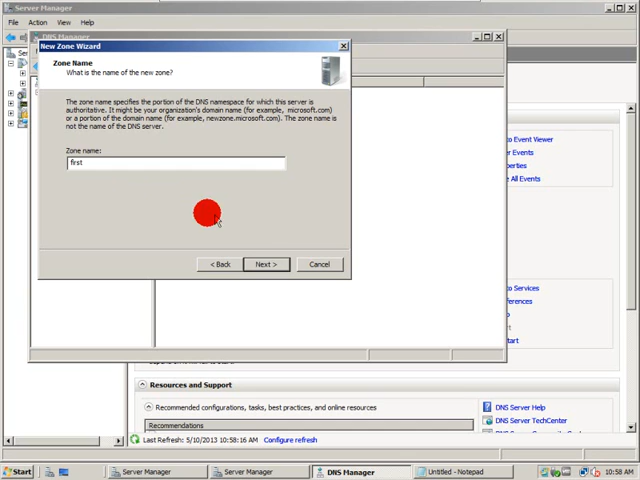 Server Manager
File Action View Help
DNS Manager
New Zone Wizard
Zone Name
What is the name of the new zone?
The zone name specifies the portion of the DNS namespace for which this server is
authoritative. It might be your organization's domain name (for example, microsoft.com)
or a portion of the domain name (for example, newzone.microsoft.com). The zone name is
not the name of the DNS server.
Zone name:
first
< Back
Next >
Cancel
to Event Viewer
Events
perties
All Events
to Services
erences
p
rt
start
Resources and Support
Recommended configurations, tasks, best practices, and online resources
Recommendations
DNS Server Help
DNS Server TechCenter
Last Refresh: 5/10/2013 10:58:16 AM Configure refresh
Start
Server Manager
Server Manager
DNS Manager
Untitled - Notepad
10:58 AM